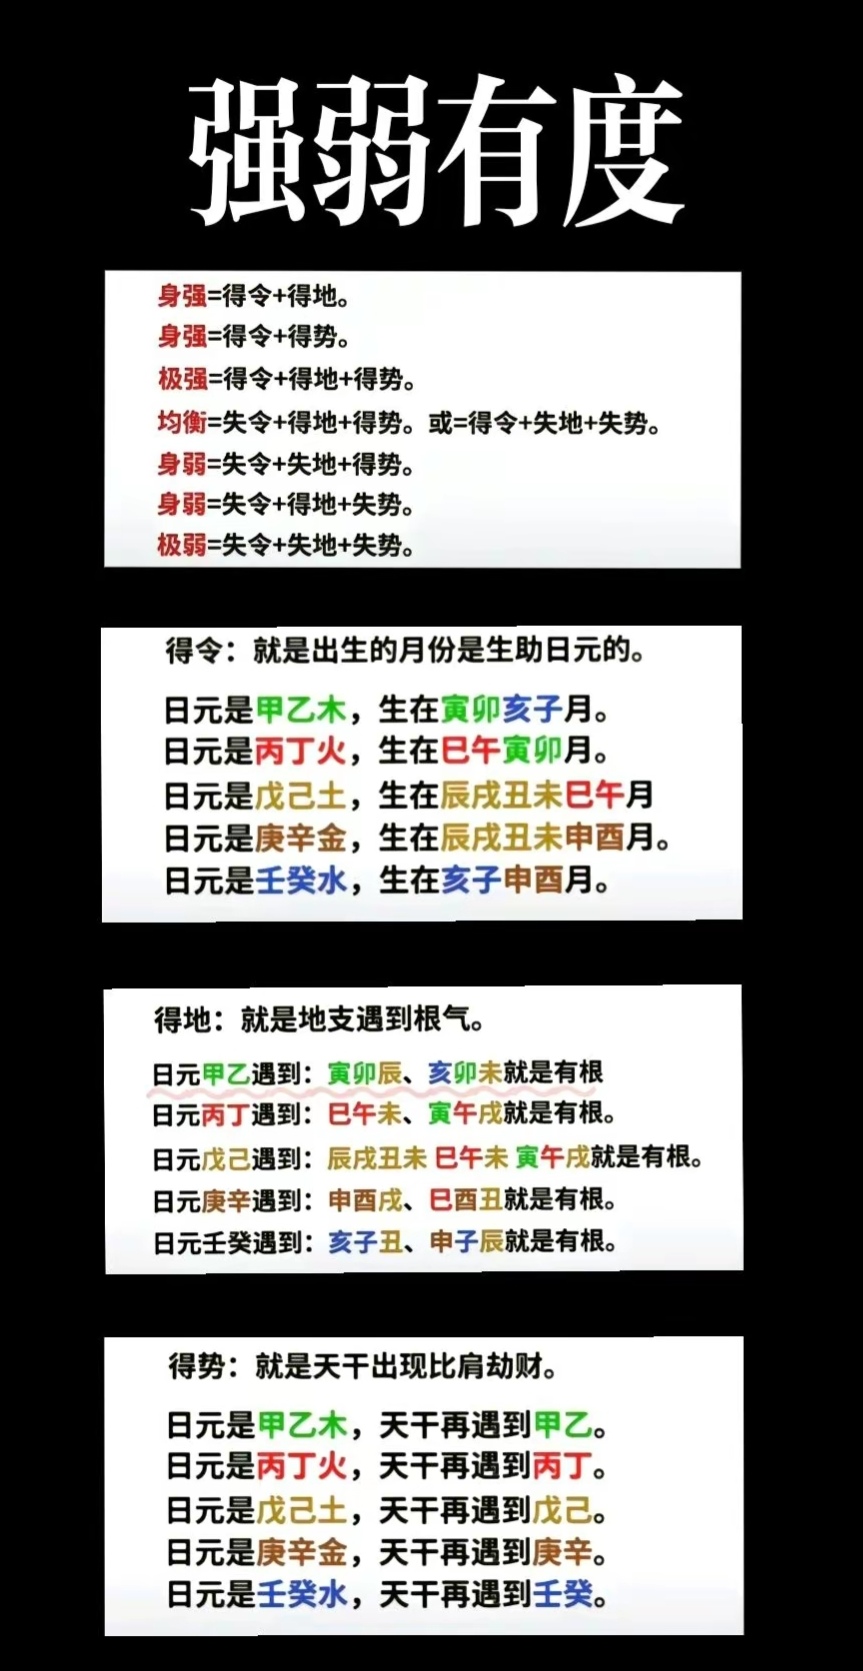 强弱有度
身强=得令+得地。
身强=得令+得势。
极强=得令+得地+得势。
均衡=失令+得地+得势。或=得令+失地+失势。
身弱=失令+失地+得势。
身弱=失令+得地+失势。
极弱=失令+失地+失势。
得令：就是出生的月份是生助日元的。
日元是甲乙木，生在寅卯亥子月。
日元是丙丁火，生在巳午寅卯月。
日元是戊己土，生在辰戌丑未巳午月
日元是庚辛金，生在辰戌丑未申酉月。
日元是壬癸水，生在亥子申酉月。
得地：就是地支遇到根气。
日元甲乙遇到：寅卯辰、亥卯未就是有根
日元丙丁遇到：巳午未、寅午戌就是有根。
日元戊己遇到：辰戌丑未 巳午未 寅午戌就是有根。
日元庚辛遇到：申酉戌、巳酉丑就是有根。
日元壬癸遇到：亥子丑、申子辰就是有根。
得势：就是天干出现比肩劫财。
日元是甲乙木，天干再遇到甲乙。
日元是丙丁火，天干再遇到丙丁。
日元是戊己土，天干再遇到戊己。
日元是庚辛金，天干再遇到庚辛。
日元是壬癸水，天干再遇到壬癸。